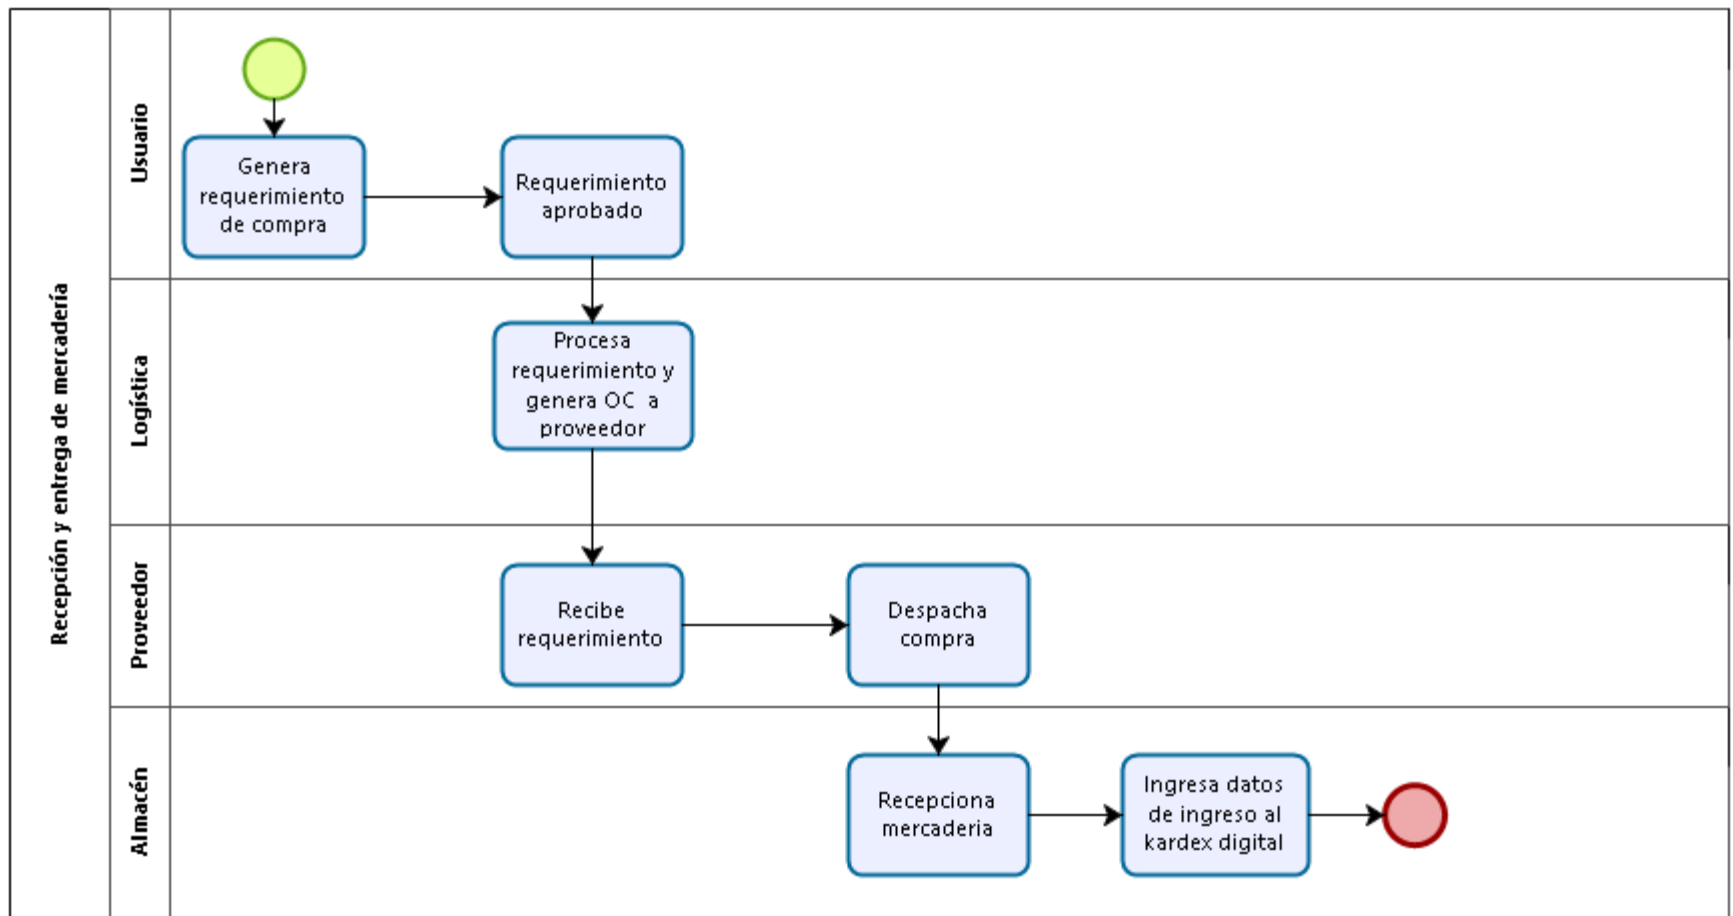 Recepción y entrega de mercadería
Usuario
Genera
requerimiento
de compra
Requerimiento
aprobado
Logística
Procesa
requerimiento y
genera OC a
proveedor
Proveedor
Recibe
requerimiento
Despacha
compra
Almacén
Recepciona
mercaderia
Ingresa datos
de ingreso al
kardex digital